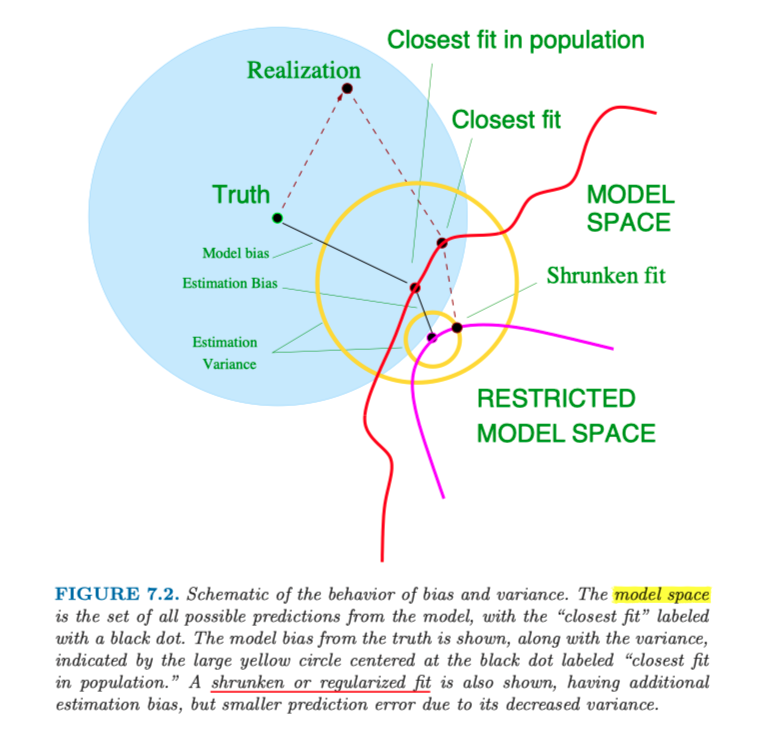 Closest fit in population
Realization
Closest fit
Truth
MODEL
SPACE
Model bias
Estimation Bias
Shrunken fit
Estimation
Variance
RESTRICTED
MODEL SPACE
FIGURE 7.2. Schematic of the behavior of bias and variance. The model space
is the set of all possible predictions from the model, with the “closest fit” labeled
with a black dot. The model bias from the truth is shown, along with the variance,
indicated by the large yellow circle centered at the black dot labeled “closest fit
in population.” A shrunken or regularized fit is also shown, having additional
estimation bias, but smaller prediction error due to its decreased variance.